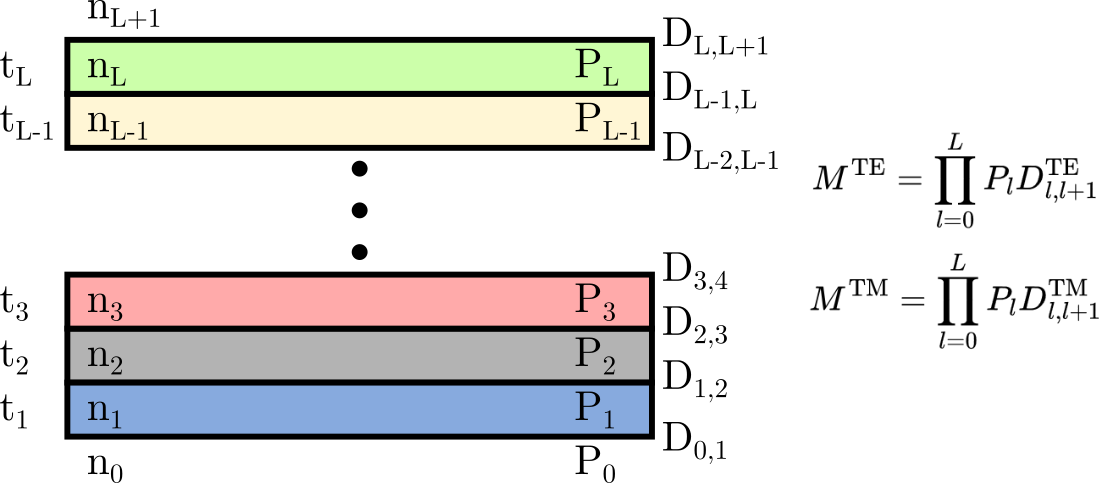 n_{L+1}
D_{L,L+1}
t_L n_L P_L
D_{L-1,L}
t_{L-1} n_{L-1} P_{L-1}
D_{L-2,L-1}
M^{TE} = \prod_{l=0}^{L} P_l D_{l,l+1}^{TE}
M^{TM} = \prod_{l=0}^{L} P_l D_{l,l+1}^{TM}
D_{3,4}
t_3 n_3 P_3
D_{2,3}
t_2 n_2 P_2
D_{1,2}
t_1 n_1 P_1
D_{0,1}
n_0 P_0